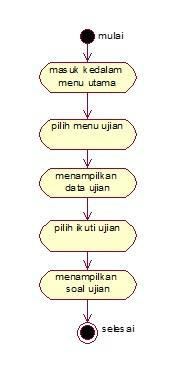 mulai
masuk kedalam
menu utama
pilih menu ujian
menampilkan
data ujian
pilih ikuti ujian
menampilkan
soal ujian
selesai